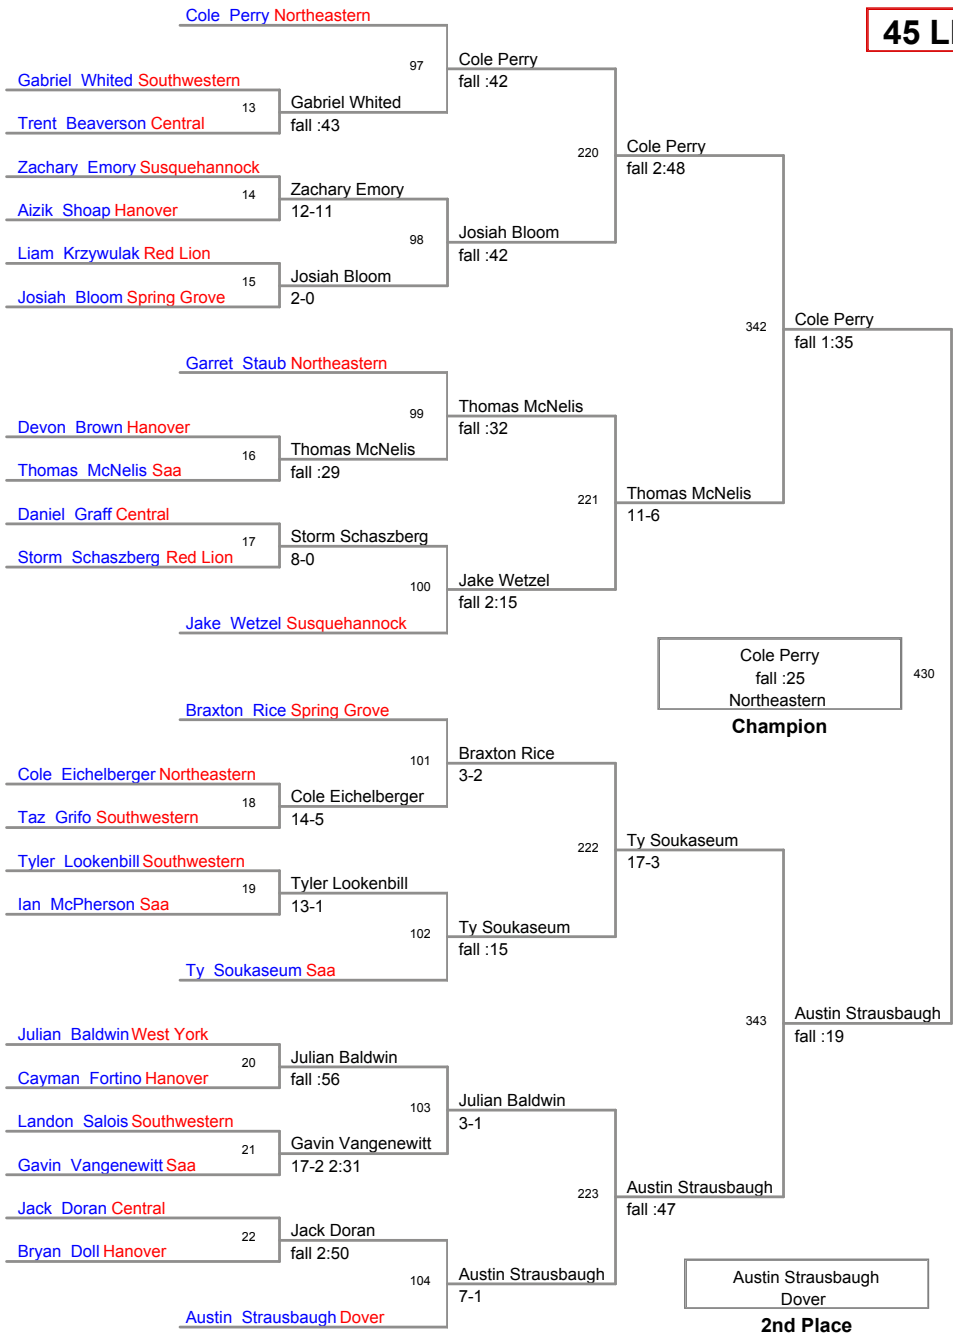 Cole Perry Northeastern
45 L
97
Cole Perry
fall :42
Gabriel Whited Southwestern
13
Gabriel Whited
fall :43
Trent Beaverson Central
220
Cole Perry
fall 2:48
Zachary Emory Susquehannock
14
Zachary Emory
12-11
Aizik Shoap Hanover
98
Josiah Bloom
fall :42
Liam Krzywulak Red Lion
15
Josiah Bloom
2-0
Josiah Bloom Spring Grove
342
Cole Perry
fall 1:35
Garret Staub Northeastern
99
Thomas McNelis
fall :32
Devon Brown Hanover
16
Thomas McNelis
fall :29
Thomas McNelis Saa
221
Thomas McNelis
11-6
Daniel Graff Central
17
Storm Schaszberg
8-0
Storm Schaszberg Red Lion
100
Jake Wetzel
fall 2:15
Jake Wetzel Susquehannock
Cole Perry
fall :25
Northeastern
Champion
430
Braxton Rice Spring Grove
101
Braxton Rice
3-2
Cole Eichelberger Northeastern
18
Cole Eichelberger
14-5
Taz Grifo Southwestern
222
Ty Soukaseum
17-3
Tyler Lookenbill Southwestern
19
Tyler Lookenbill
13-1
Ian McPherson Saa
102
Ty Soukaseum
fall :15
Ty Soukaseum Saa
343
Austin Strausbaugh
fall :19
Julian Baldwin West York
20
Julian Baldwin
fall :56
Cayman Fortino Hanover
103
Julian Baldwin
3-1
Landon Salois Southwestern
21
Gavin Vangenewitt
17-2 2:31
Gavin Vangenewitt Saa
223
Austin Strausbaugh
fall :47
Jack Doran Central
22
Jack Doran
fall 2:50
Bryan Doll Hanover
104
Austin Strausbaugh
7-1
Austin Strausbaugh Dover
Austin Strausbaugh
Dover
2nd Place